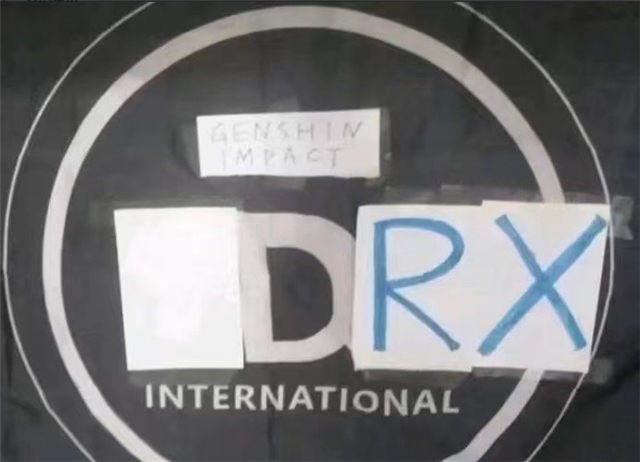 GENSHIN
IMPACT
DRX
INTERNATIONAL